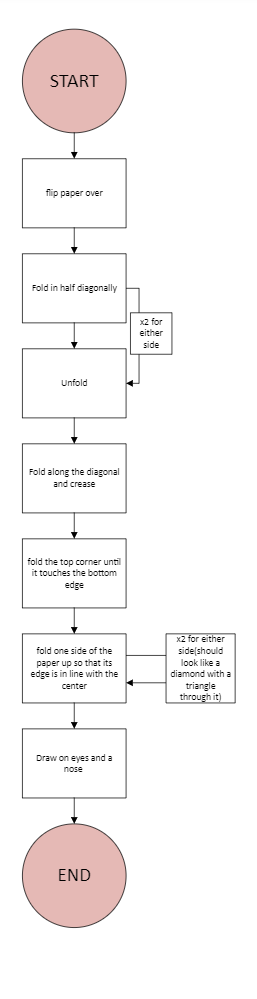 START
flip paper over
Fold in half diagonally
x2 for
either
side
Unfold
Fold along the diagonal
and crease
fold the top corner until
it touches the bottom
edge
fold one side of the
paper up so that its
edge is in line with the
center
x2 for either
side(should
look like a
diamond with a
triangle
through it)
Draw on eyes and a
nose
END